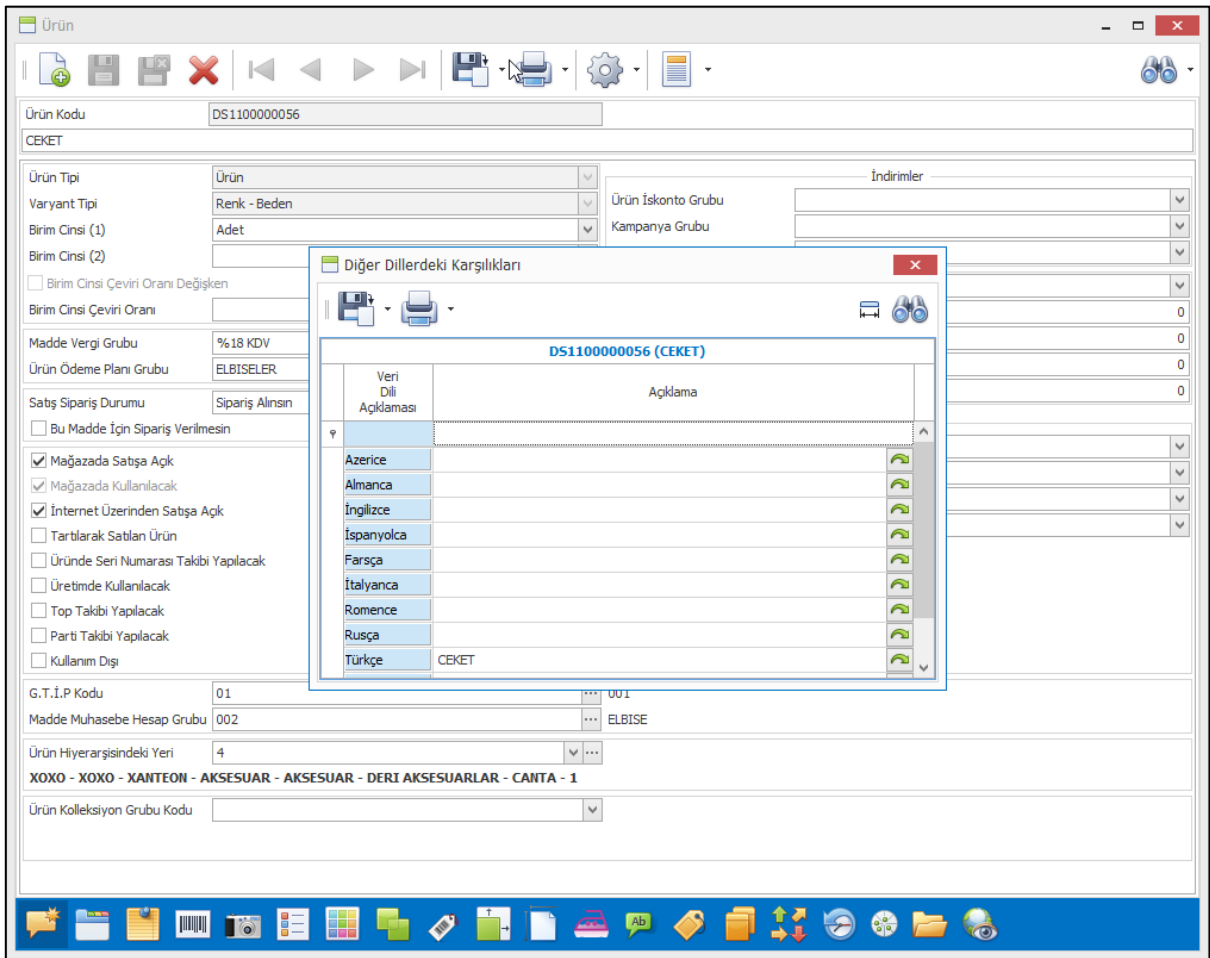 Ürün
Ürün Kodu DS1100000056
CEKET
Ürün Tipi Ürün
Varyant Tipi Renk - Beden
Birim Cinsi (1) Adet
Birim Cinsi (2)
Birim Cinsi Çeviri Oranı Değişken
Birim Cinsi Çeviri Oranı
Madde Vergi Grubu %18 KDV
Ürün Ödeme Planı Grubu ELBISELER
Satış Sipariş Durumu Sipariş Alınsın
Bu Madde İçin Sipariş Verilmesin
Mağazada Satışa Açık
Mağazada Kullanılacak
İnternet Üzerinden Satışa Açık
Tartılarak Satılan Ürün
Üründe Seri Numarası Takibi Yapılacak
Üretimde Kullanılacak
Top Takibi Yapılacak
Parti Takibi Yapılacak
Kullanım Dışı
İndirimler
Ürün İskonto Grubu
Kampanya Grubu
0
0
0
0
Diğer Dillerdeki Karşılıkları
DS1100000056 (CEKET)
Veri
Dili
Açıklaması
Açıklama
Azerice
Almanca
İngilizce
İspanyolca
Farsça
İtalyanca
Romence
Rusça
Türkçe CEKET
G.T.İ.P Kodu 01 ... 001
Madde Muhasebe Hesap Grubu 002 ... ELBISE
Ürün Hiyerarşisindeki Yeri 4 ...
XOXO - XOXO - XANTEON - AKSESUAR - AKSESUAR - DERI AKSESUARLAR - CANTA - 1
Ürün Kolleksiyon Grubu Kodu
Ab